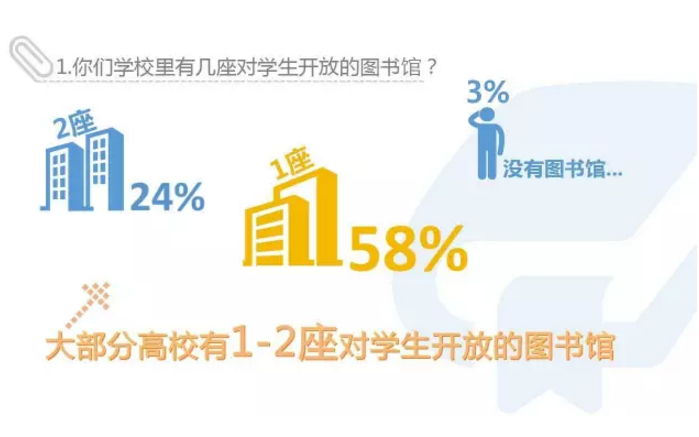 1.你们学校里有几座对学生开放的图书馆？
2座
24%
1座
58%
3%
没有图书馆...
大部分高校有1-2座对学生开放的图书馆